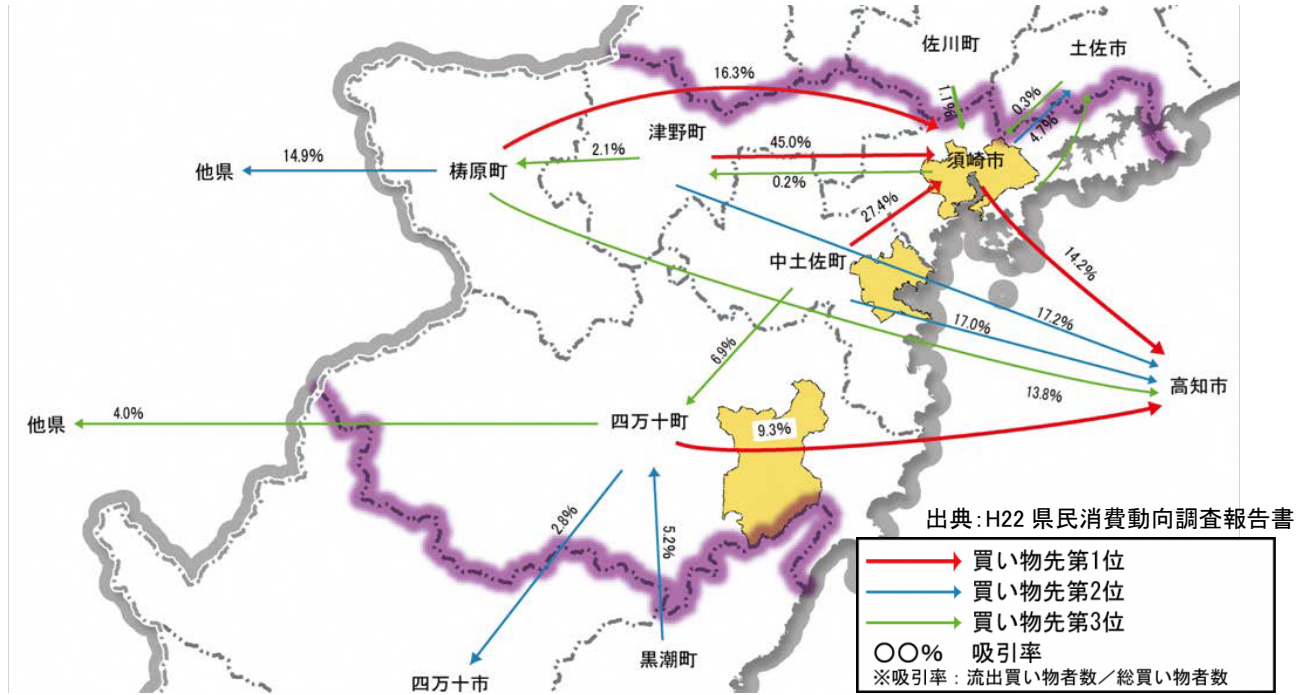 佐川町
土佐市
16.3%
1.1%
0.3%
4.7%
津野町
2.1%
45.0%
須崎市
他県
14.9%
梼原町
0.2%
27.4%
中土佐町
14.2%
17.2%
17.0%
6.9%
高知市
13.8%
他県
4.0%
四万十町
9.3%
2.8%
5.2%
黒潮町
四万十市
出典:H22 県民消費動向調査報告書
買い物先第1位
買い物先第2位
買い物先第3位
〇〇% 吸引率
※吸引率:流出買い物者数/総買い物者数